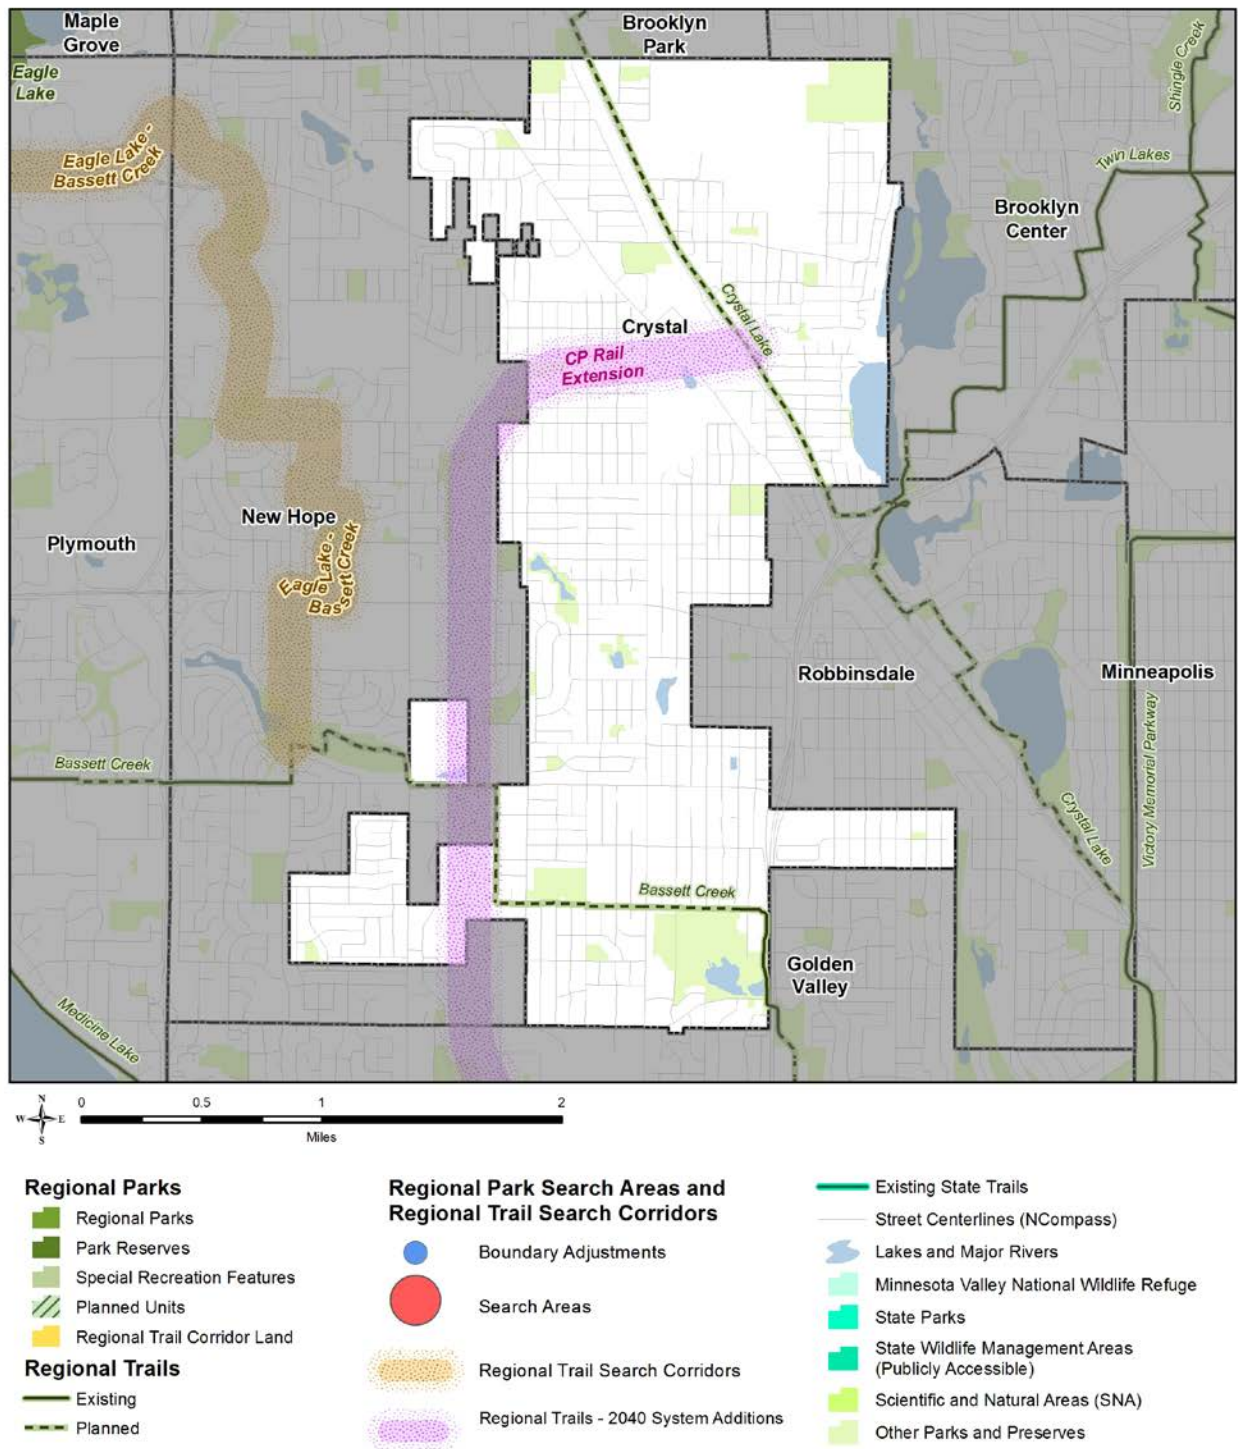 Maple
Grove
Brooklyn
Park
Eagle
Lake
Shingle Creek
Eagle Lake -
Bassett Creek
Twin Lakes
Brooklyn
Center
Crystal Lake
Crystal
CP Rail
Extension
New Hope
Plymouth
Eagle Lake -
Bassett Creek
Robbinsdale
Minneapolis
Bassett Creek
Crystal Lake
Victory Memorial Parkway
Bassett Creek
Golden
Valley
Medicine Lake
N
W E
S
0 0.5 1 2
Miles
Regional Parks
Regional Parks
Park Reserves
Special Recreation Features
Planned Units
Regional Trail Corridor Land
Regional Trails
Existing
Planned
Regional Park Search Areas and
Regional Trail Search Corridors
Boundary Adjustments
Search Areas
Regional Trail Search Corridors
Regional Trails - 2040 System Additions
Existing State Trails
Street Centerlines (NCompass)
Lakes and Major Rivers
Minnesota Valley National Wildlife Refuge
State Parks
State Wildlife Management Areas
(Publicly Accessible)
Scientific and Natural Areas (SNA)
Other Parks and Preserves